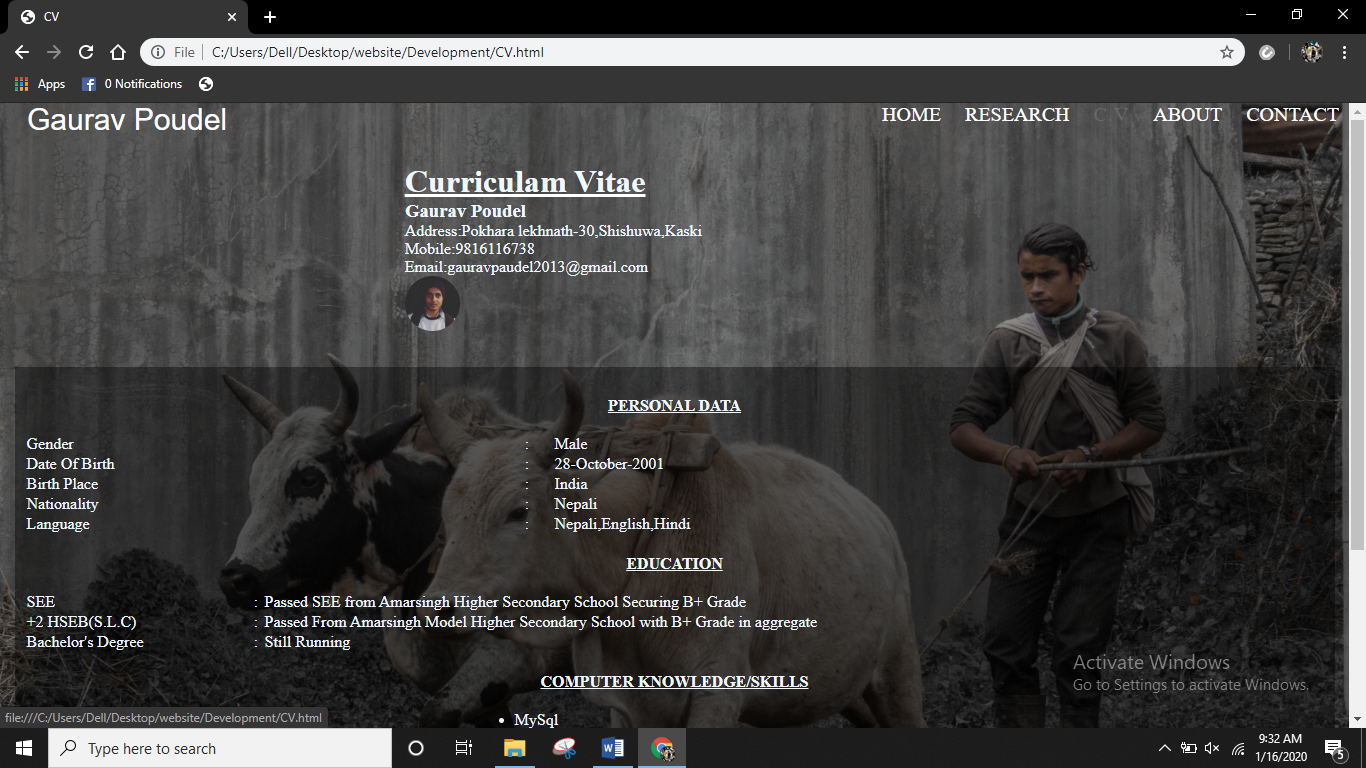 CV
File
C:/Users/Dell/Desktop/website/Development/CV.html
Apps
0 Notifications
Gaurav Poudel
HOME RESEARCH C.V ABOUT CONTACT
Curriculam Vitae
Gaurav Poudel
Address:Pokhara lekhnath-30,Shishuwa,Kaski
Mobile:9816116738
Email:gauravpaudel2013@gmail.com
PERSONAL DATA
Gender : Male
Date Of Birth : 28-October-2001
Birth Place : India
Nationality : Nepali
Language : Nepali,English,Hindi
EDUCATION
SEE : Passed SEE from Amarsingh Higher Secondary School Securing B+ Grade
+2 HSEB(S.L.C) : Passed From Amarsingh Model Higher Secondary School with B+ Grade in aggregate
Bachelor's Degree : Still Running
COMPUTER KNOWLEDGE/SKILLS
• MySql
Activate Windows
Go to Settings to activate Windows.
file:///C:/Users/Dell/Desktop/website/Development/CV.html
Type here to search
9:32 AM
1/16/2020
5